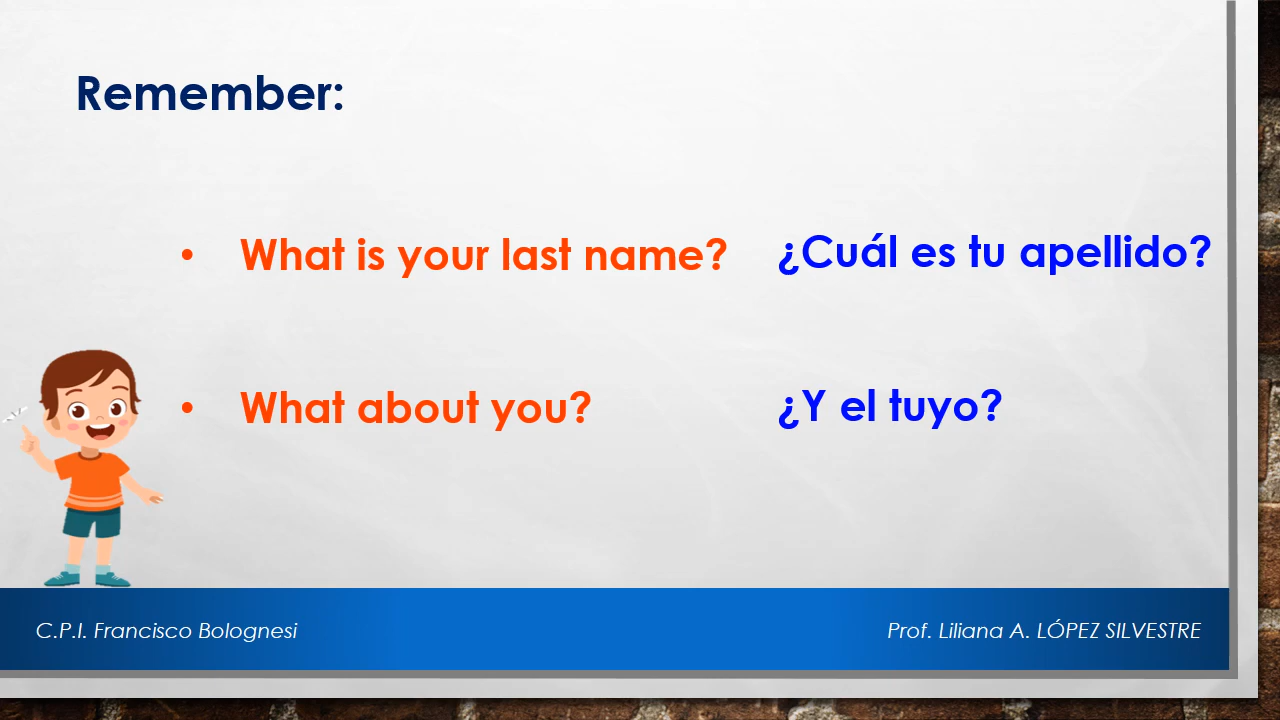 Remember:
• What is your last name? ¿Cuál es tu apellido?
• What about you? ¿Y el tuyo?
C.P.I. Francisco Bolognesi Prof. Liliana A. LÓPEZ SILVESTRE